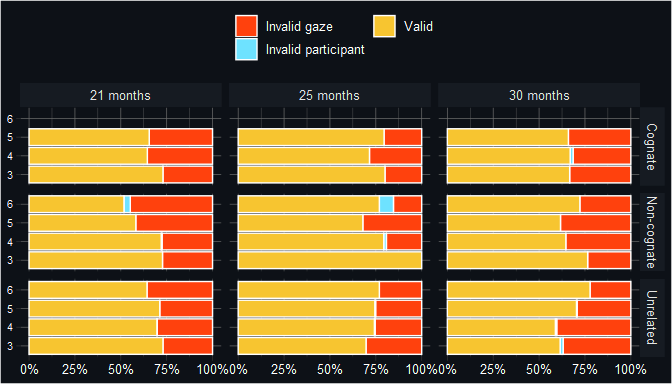 Invalid gaze Valid
Invalid participant
21 months 25 months 30 months
6
5
4
3
Cognate
6
5
4
3
Non-cognate
6
5
4
3
Unrelated
0% 25% 50% 75% 100% 0% 25% 50% 75% 100% 0% 25% 50% 75% 100%